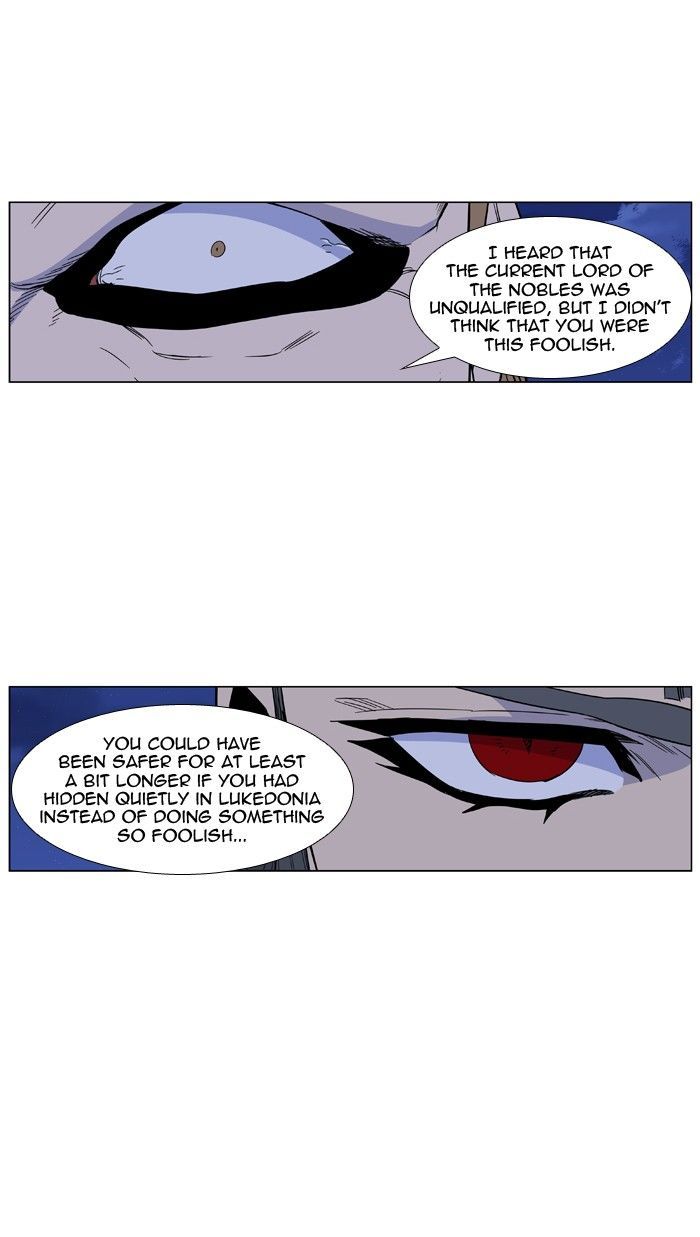 I HEARD THAT
THE CURRENT LORD OF
THE NOBLES WAS
UNQUALIFIED, BUT I DIDN'T
THINK THAT YOU WERE
THIS FOOLISH.
YOU COULD HAVE
BEEN SAFER FOR AT LEAST
A BIT LONGER IF YOU HAD
HIDDEN QUIETLY IN LUKEDONIA
INSTEAD OF DOING SOMETHING
SO FOOLISH...